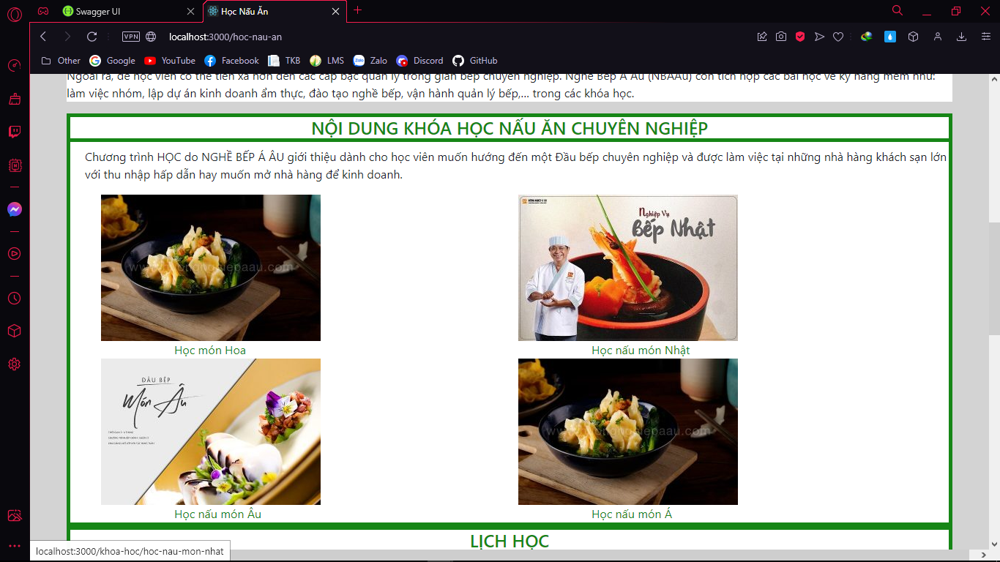 Swagger UI
Học Nấu Ăn
VPN
localhost:3000/hoc-nau-an
Other
Google
YouTube
Facebook
TKB
LMS
Zalo
Discord
GitHub
Ngoài ra, để học viên có thể tiến xa hơn đến các cấp bậc quản lý trong gian bếp chuyên nghiệp. Nghề Bếp Á Âu (NBAAu) còn tích hợp các bài học về kỹ năng mềm như:
làm việc nhóm, lập dự án kinh doanh ẩm thực, đào tạo nghề bếp, vận hành quản lý bếp,... trong các khóa học.
NỘI DUNG KHÓA HỌC NẤU ĂN CHUYÊN NGHIỆP
Chương trình HỌC do NGHỀ BẾP Á ÂU giới thiệu dành cho học viên muốn hướng đến một Đầu bếp chuyên nghiệp và được làm việc tại những nhà hàng khách sạn lớn
với thu nhập hấp dẫn hay muốn mở nhà hàng để kinh doanh.
Nghiệp Vụ
Bếp Nhật
Học món Hoa
Học nấu món Nhật
ĐẦU BẾP
Món Âu
Học nấu món Âu
Học nấu món Á
LỊCH HỌC
localhost:3000/khoa-hoc/hoc-nau-mon-nhat